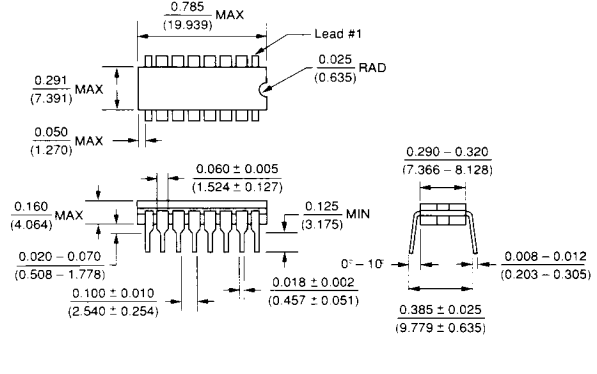 0.785
(19.939)
MAX
Lead #1
0.025
(0.635)
RAD
0.291
(7.391)
MAX
0.050
(1.270)
MAX
0.060 ± 0.005
(1.524 ± 0.127)
0.290 – 0.320
(7.366 – 8.128)
0.160
(4.064)
MAX
0.125
(3.175)
MIN
0.020 – 0.070
(0.508 – 1.778)
0.100 ± 0.010
(2.540 ± 0.254)
0.018 ± 0.002
(0.457 ± 0.051)
0° – 10°
0.008 – 0.012
(0.203 – 0.305)
0.385 ± 0.025
(9.779 ± 0.635)